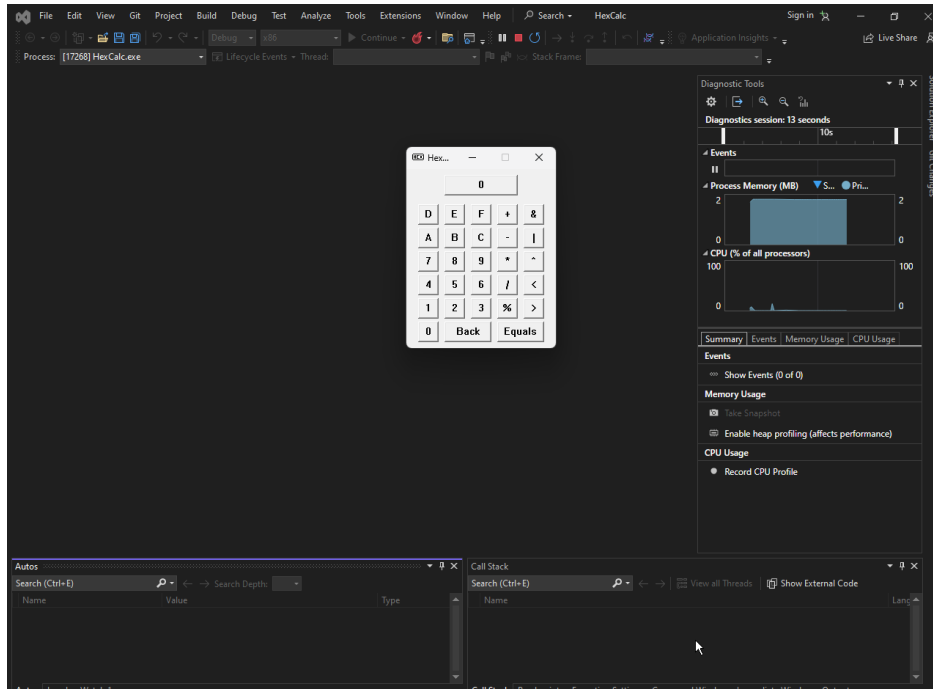 File Edit View Git Project Build Debug Test Analyze Tools Extensions Window Help Search HexCalc Sign in
Debug x86 Continue Application Insights Live Share
Process: [17268] HexCalc.exe Lifecycle Events Thread: Stack Frame:
Diagnostic Tools
Diagnostics session: 13 seconds
10s
Events
Process Memory (MB) S... Pri...
2 2
0 0
CPU (% of all processors)
100 100
0 0
Summary Events Memory Usage CPU Usage
Events
Show Events (0 of 0)
Memory Usage
Take Snapshot
Enable heap profiling (affects performance)
CPU Usage
Record CPU Profile
Solution Explorer
Git Changes
Hex...
0
D E F + &
A B C - |
7 8 9 * ^
4 5 6 / <
1 2 3 % >
0 Back Equals
Autos
Search (Ctrl+E) Search Depth:
Name Value Type
Call Stack
Search (Ctrl+E) View all Threads Show External Code
Name Lang